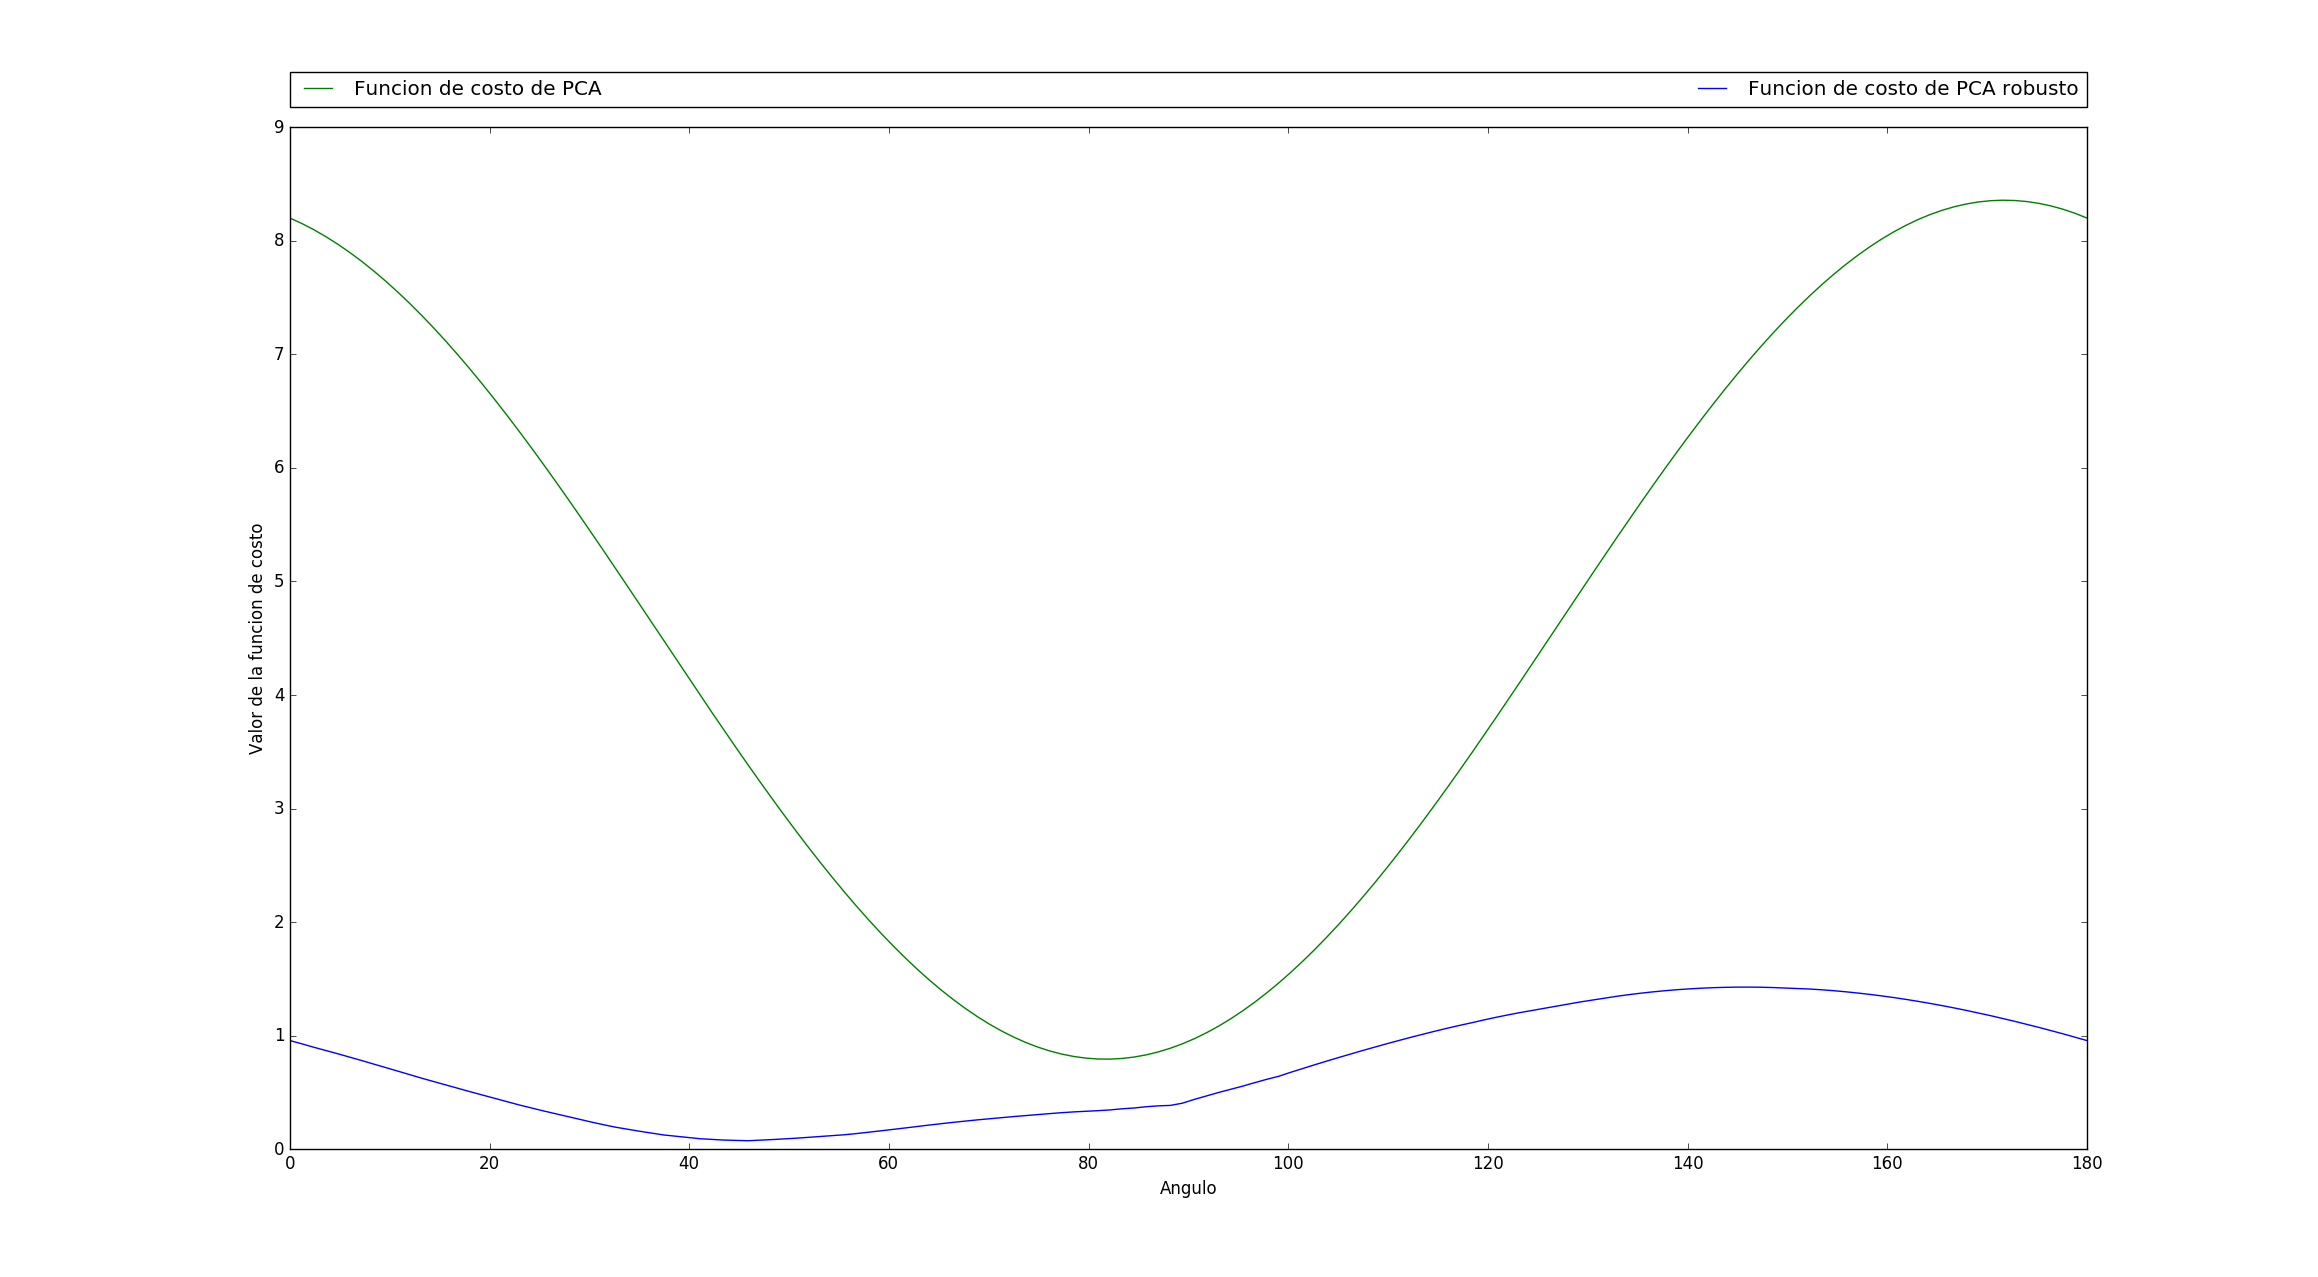 Funcion de costo de PCA
Funcion de costo de PCA robusto
9
8
7
6
5
4
3
2
1
0
Valor de la funcion de costo
0 20 40 60 80 100 120 140 160 180
Angulo